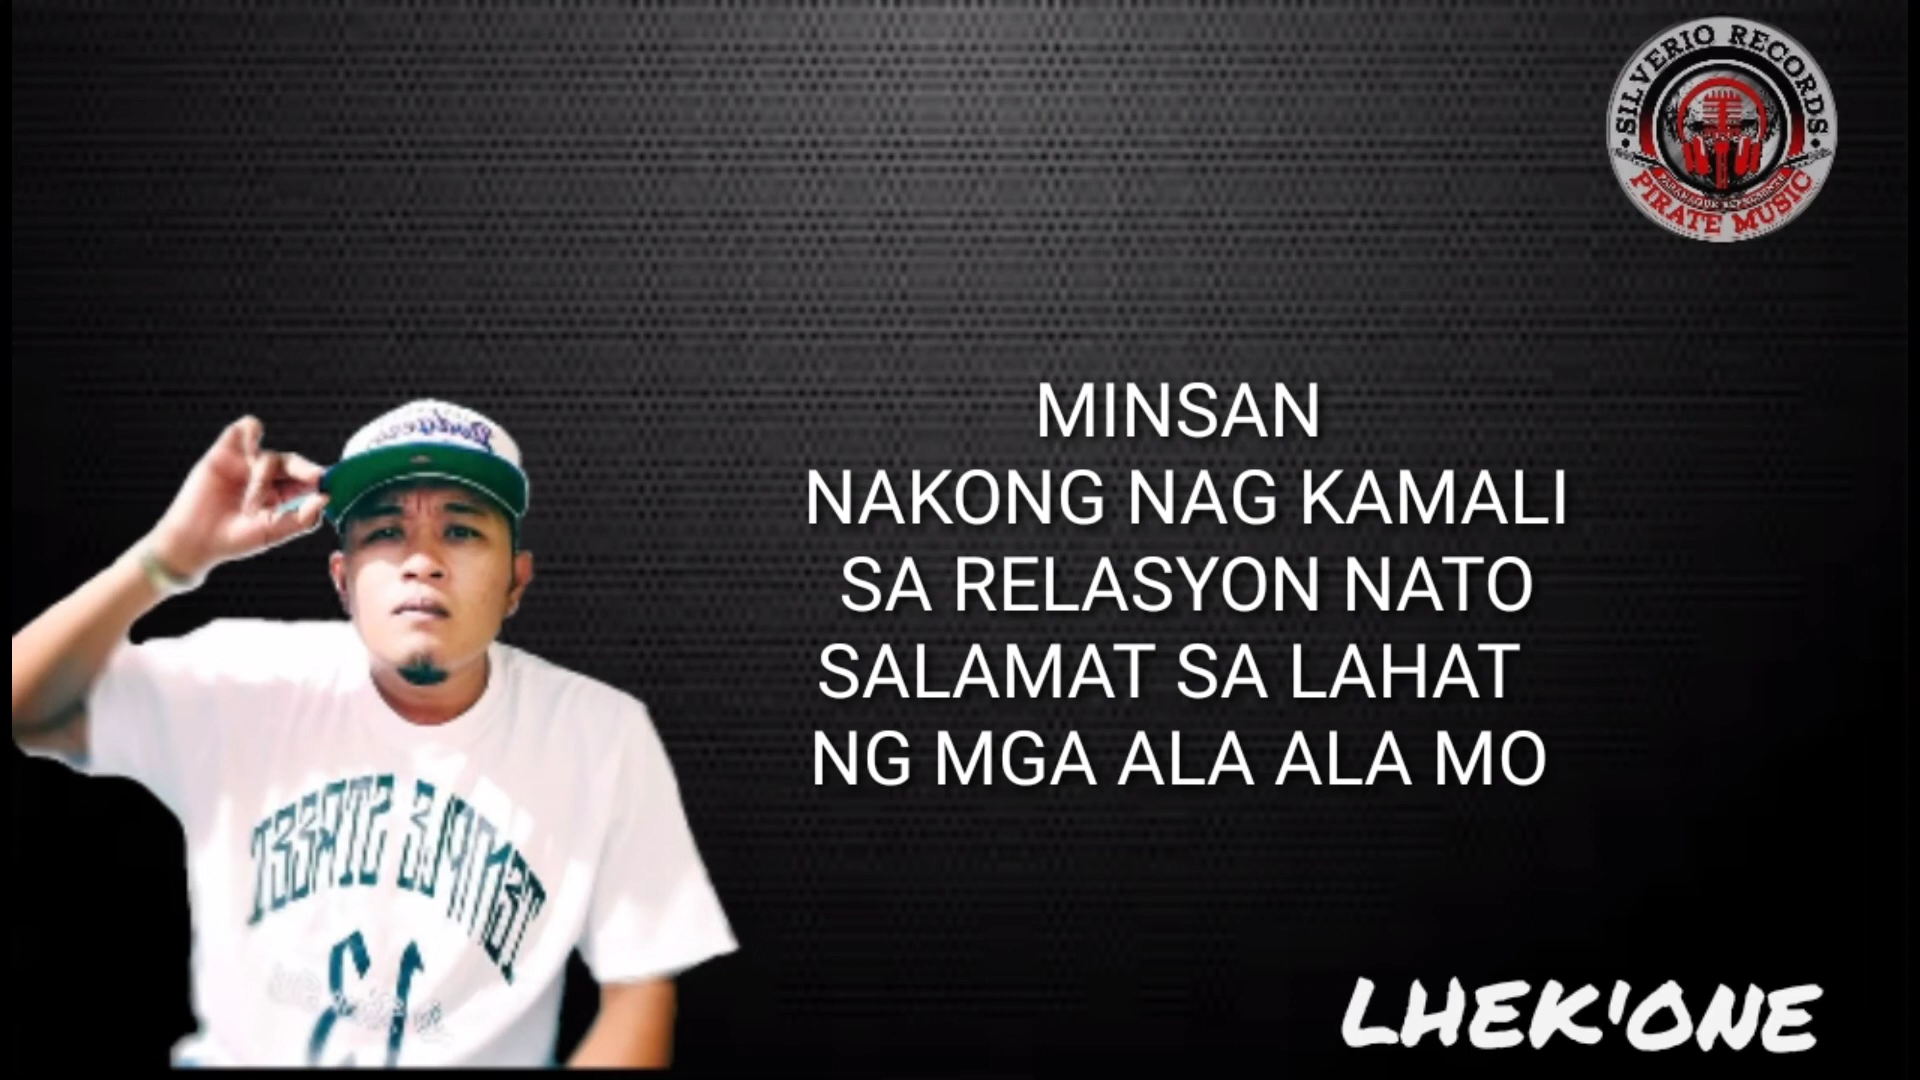 SILVERIO RECORDS
PIRATE MUSIC
MINSAN
NAKONG NAG KAMALI
SA RELASYON NATO
SALAMAT SA LAHAT
NG MGA ALA ALA MO
LHEK'ONE